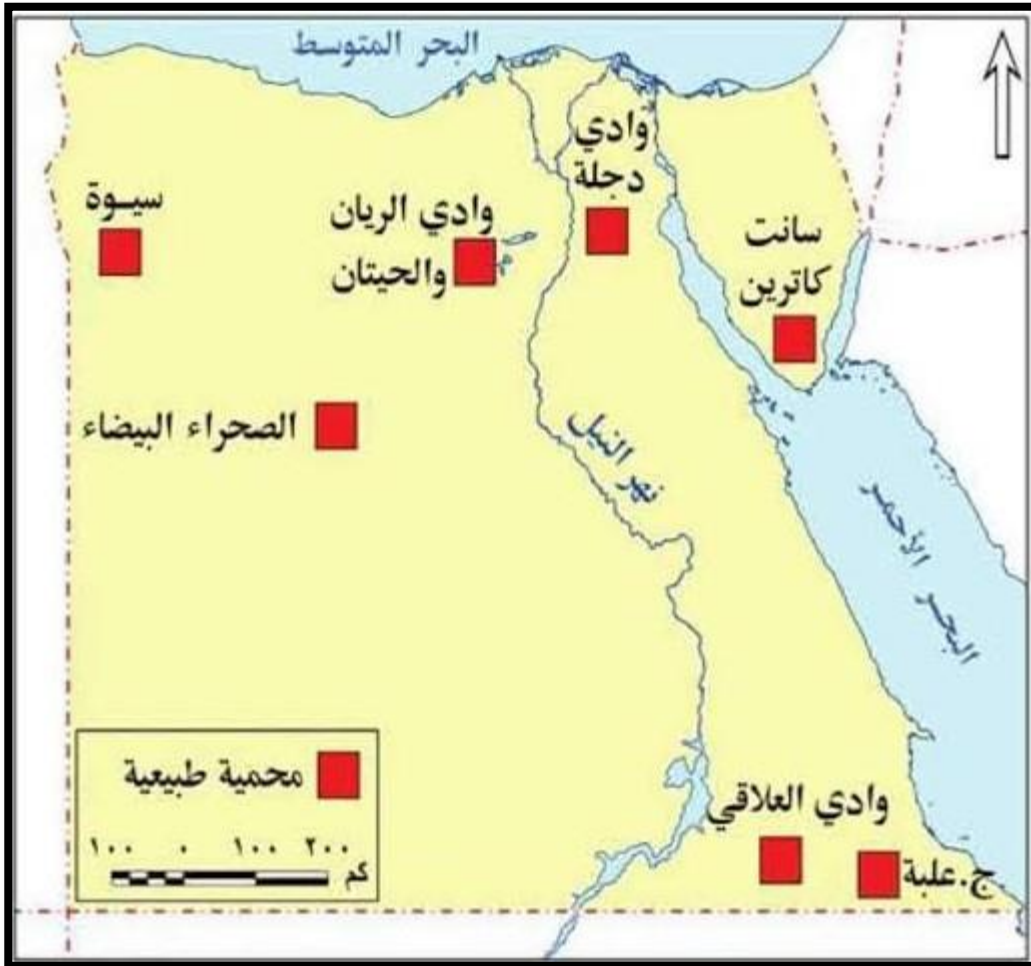 البحر المتوسط
وادي
دجلة
سيوة
وادي الريان
والحيتان
سانت
كاترين
الصحراء البيضاء
نهر النيل
البحر الأحمر
محمية طبيعية
١٠٠ ٠ ١٠٠ ٢٠٠
كم
وادي العلاقي
ج.علبة